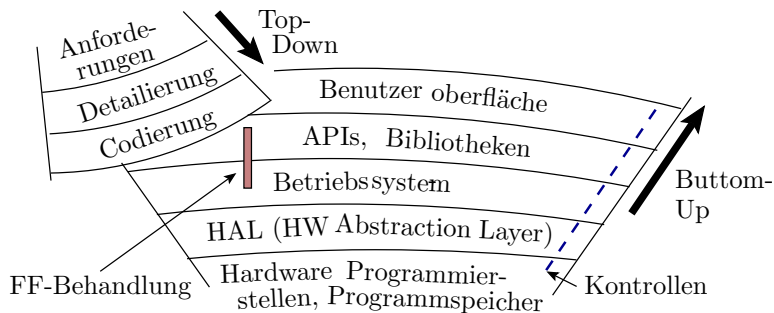 Anforde-
rungen
Detailierung
Codierung
Top-
Down
Benutzer oberfläche
APIs, Bibliotheken
Betriebssystem
HAL (HW Abstraction Layer)
Hardware Programmier-
stellen, Programmspeicher
Buttom-
Up
FF-Behandlung
Kontrollen